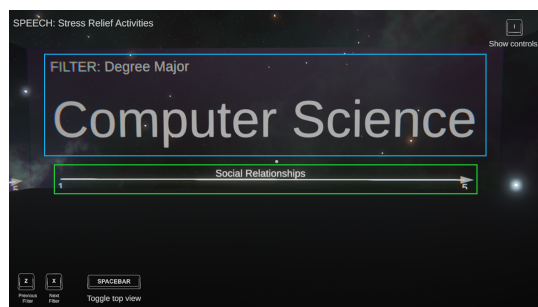 SPEECH: Stress Relief Activities
I
Show controls
FILTER: Degree Major
Computer Science
Social Relationships
1
5
5
Z
X
SPACEBAR
Previous
Filter
Next
Filter
Toggle top view